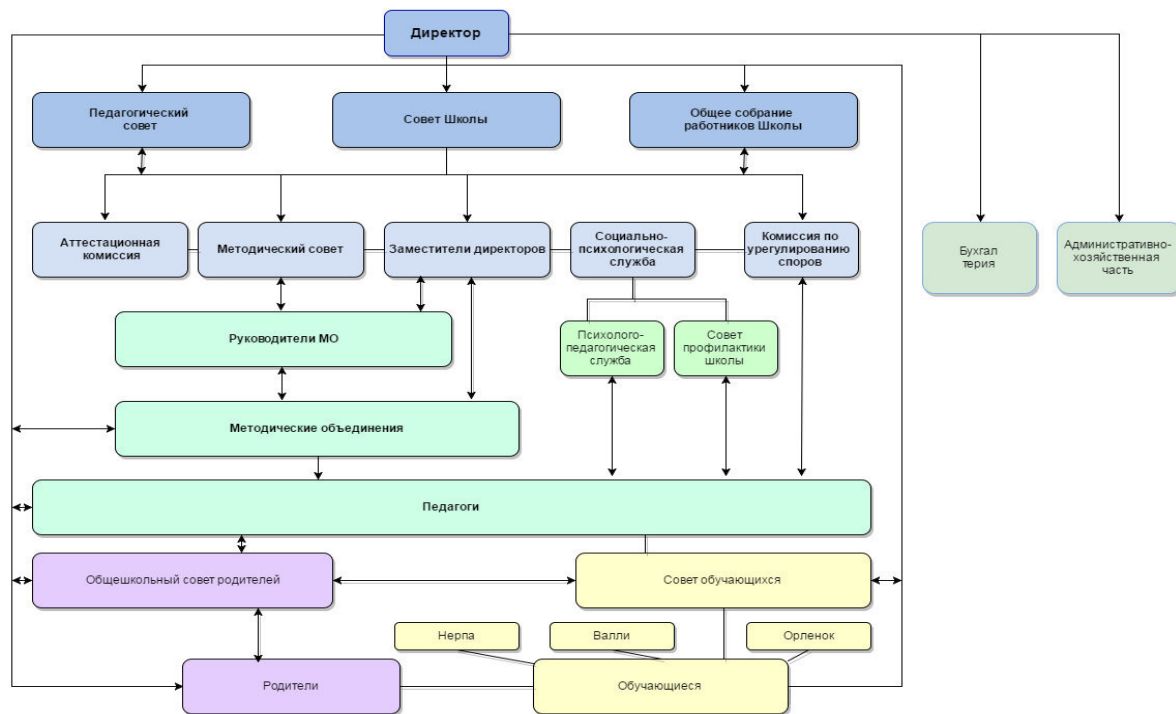 Директор
Педагогический
совет
Совет Школы
Общее собрание
работников Школы
Аттестационная
комиссия
Методический совет
Заместители директоров
Социально-
психологическая
служба
Комиссия по
урегулированию
споров
Бухгал
терия
Административно-
хозяйственная
часть
Руководители МО
Психолого-
педагогическая
служба
Совет
профилактики
школы
Методические объединения
Педагоги
Общешкольный совет родителей
Совет обучающихся
Нерпа
Валли
Орленок
Родители
Обучающиеся